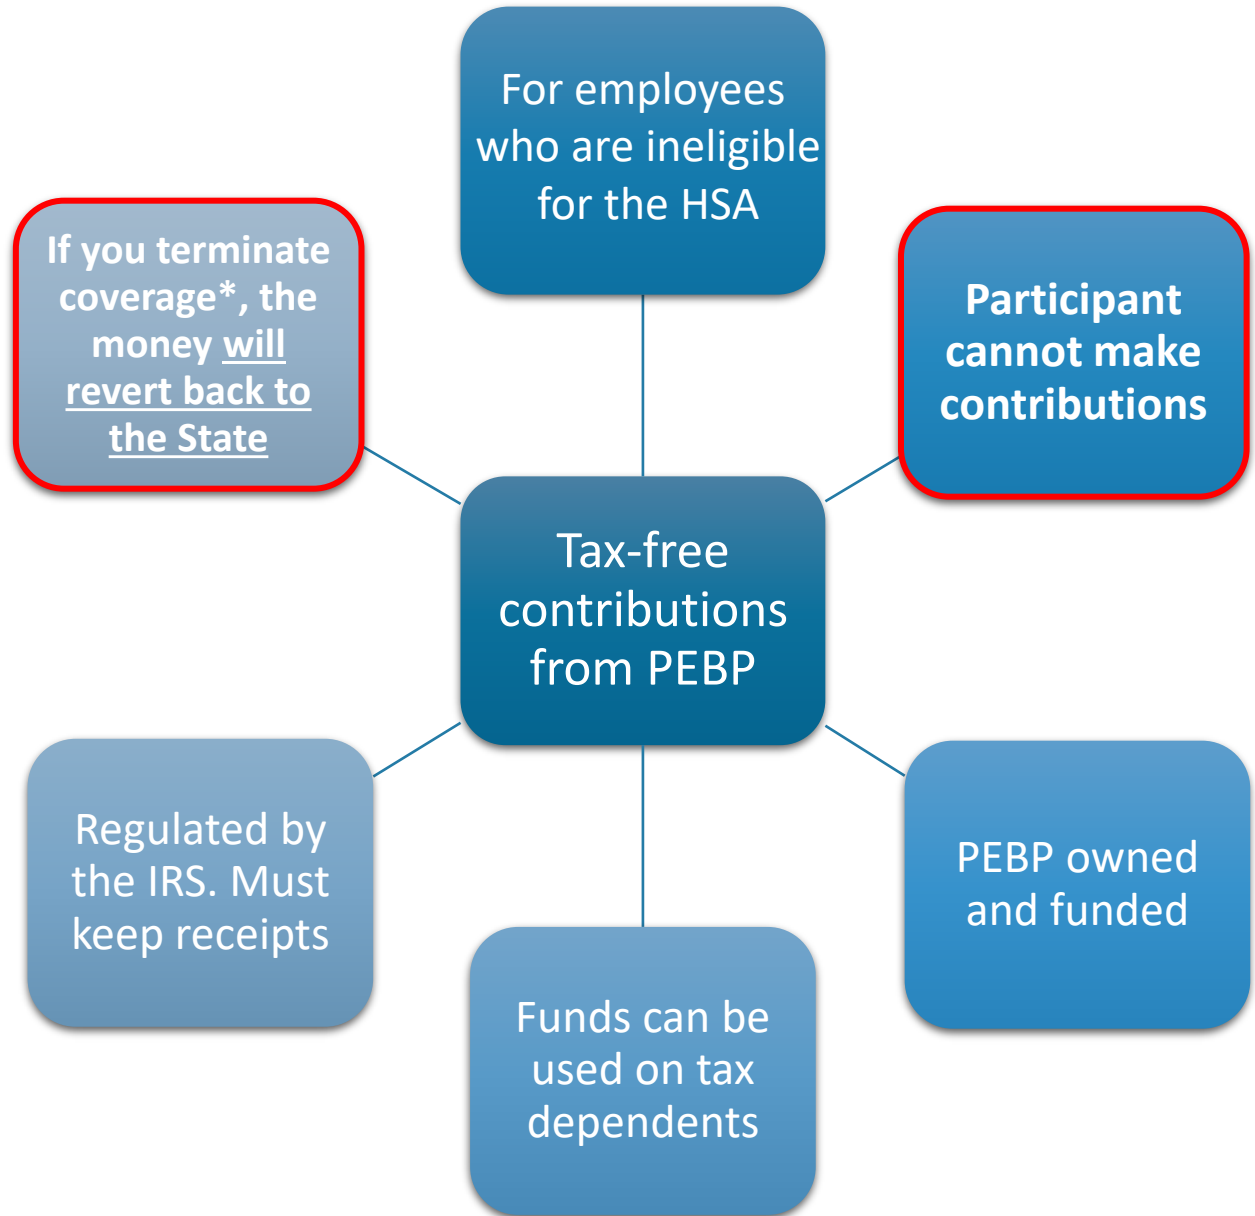 For employees
who are ineligible
for the HSA
If you terminate
coverage*, the
money will
revert back to
the State
Participant
cannot make
contributions
Tax-free
contributions
from PEBP
Regulated by
the IRS. Must
keep receipts
PEBP owned
and funded
Funds can be
used on tax
dependents